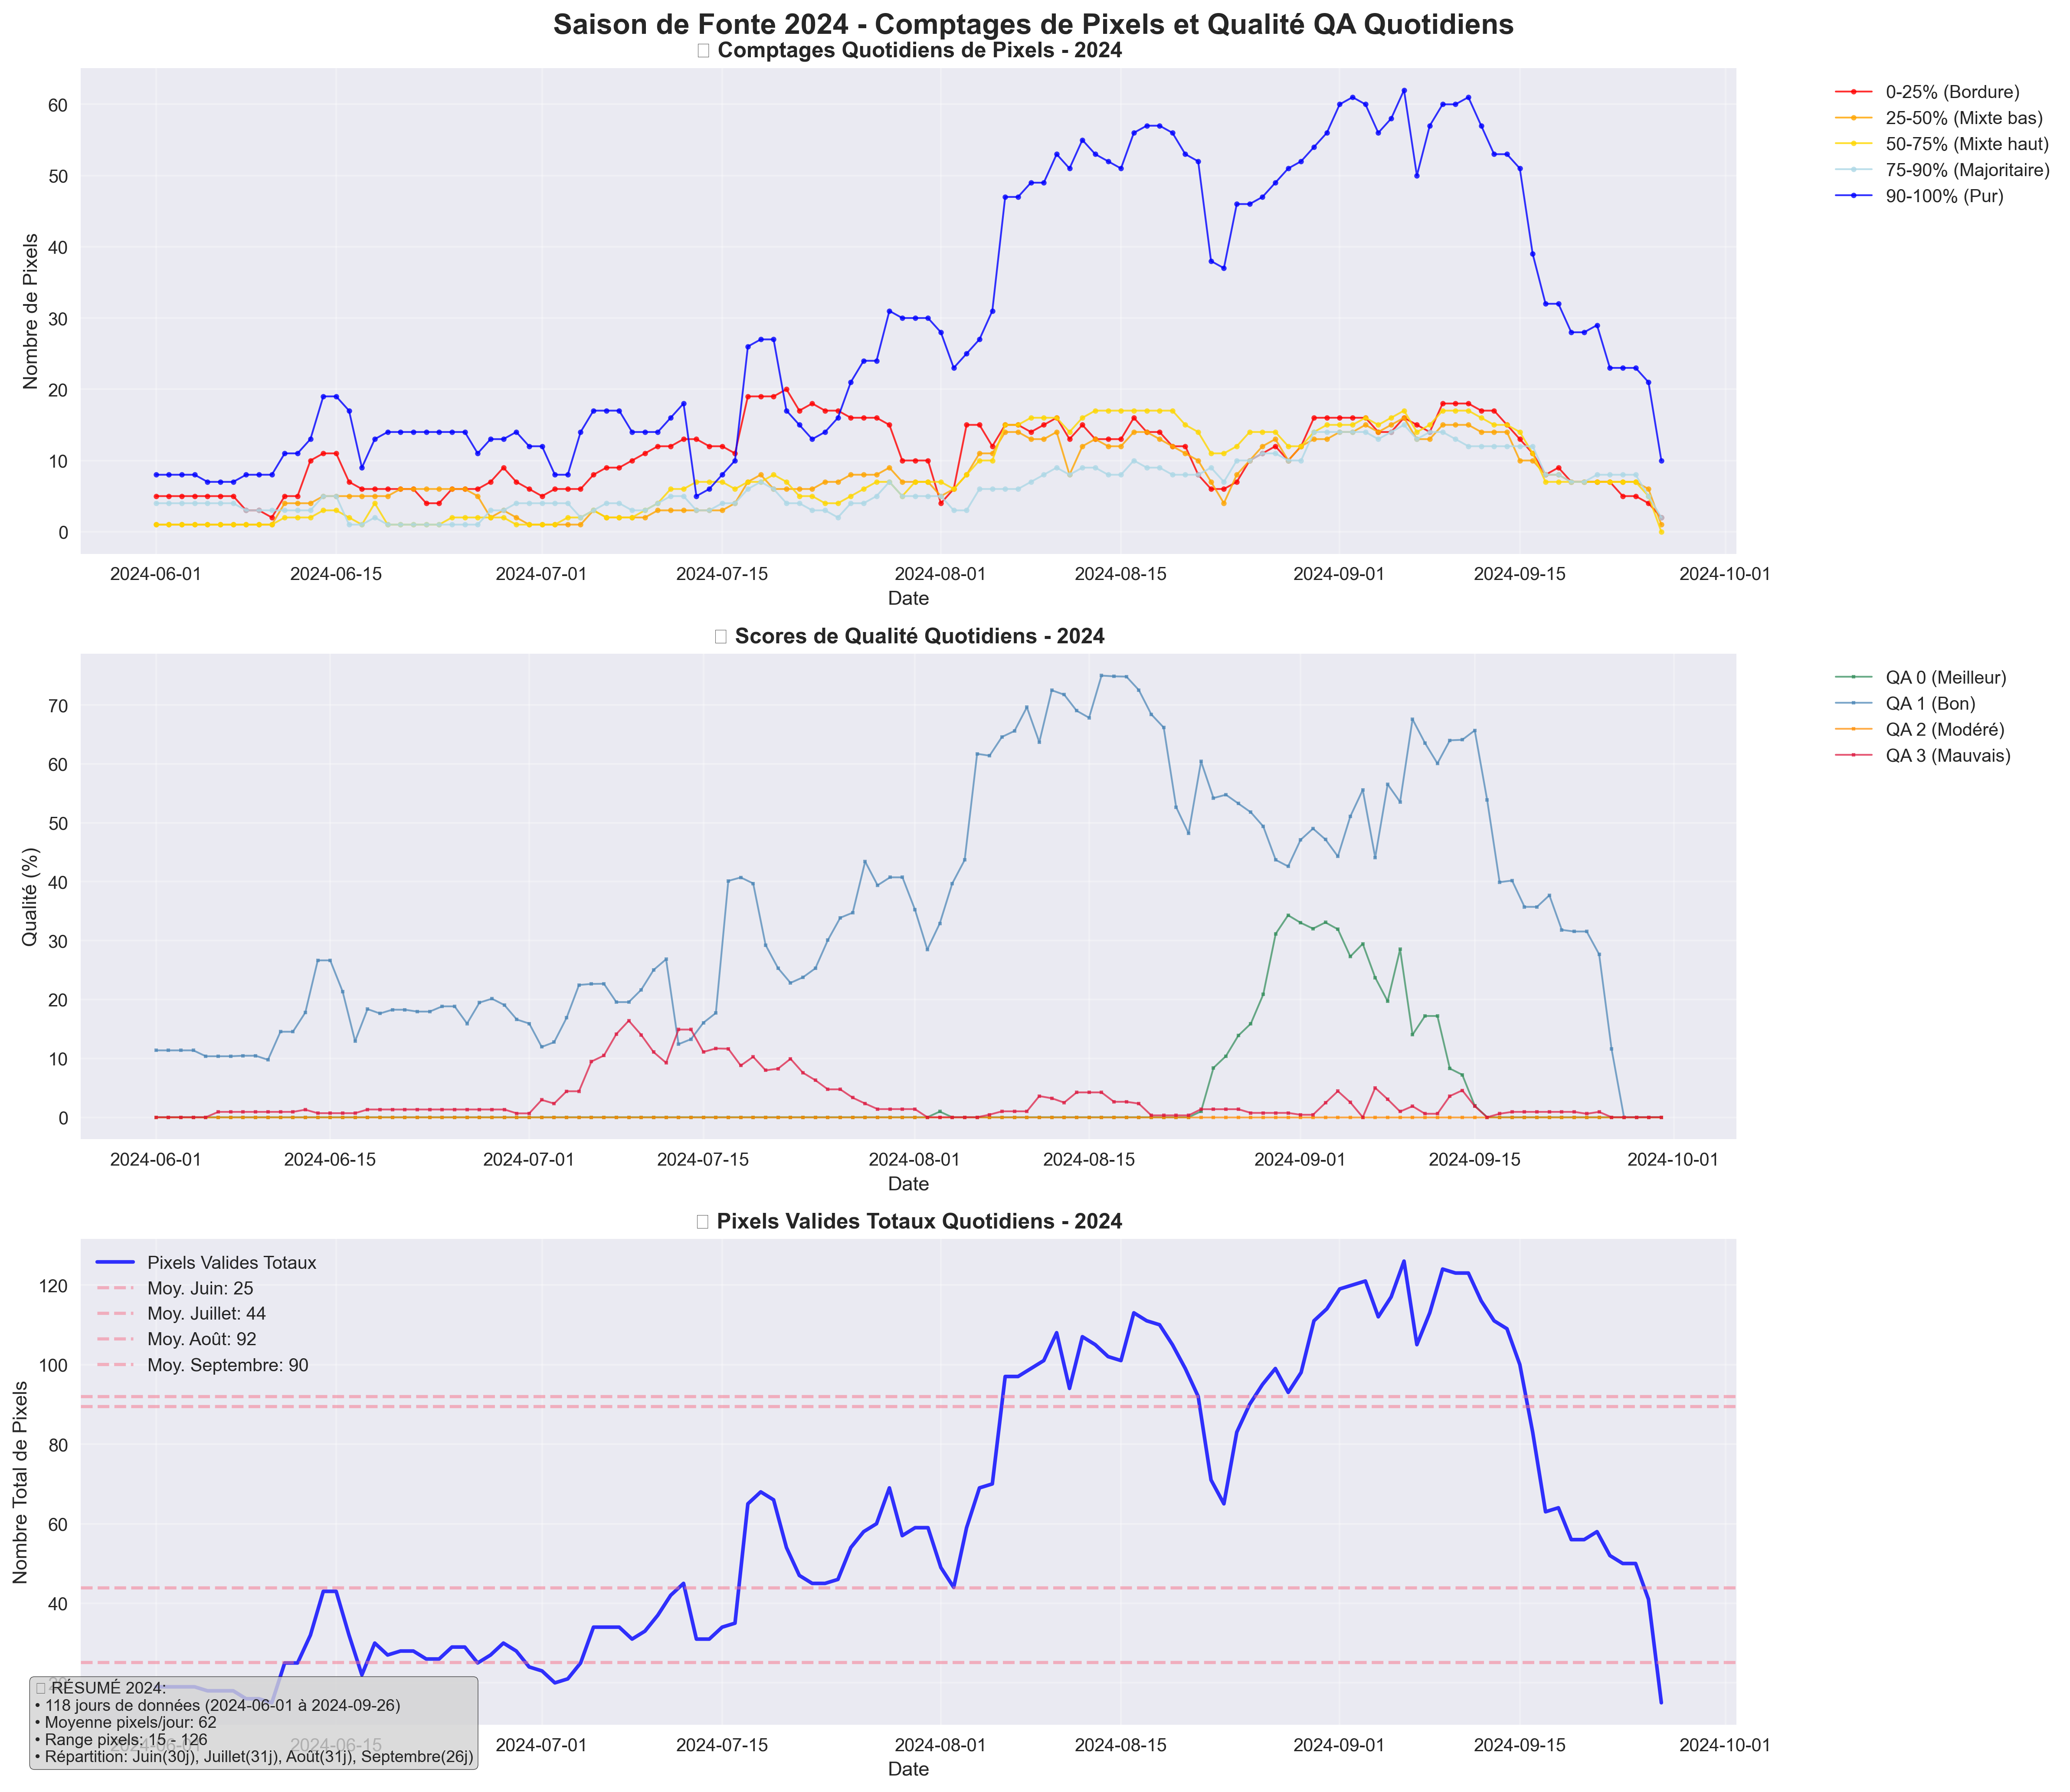 Saison de Fonte 2024 - Comptages de Pixels et Qualité QA Quotidiens
Comptages Quotidiens de Pixels - 2024
60
50
40
30
20
10
0
Nombre de Pixels
2024-06-01 2024-06-15 2024-07-01 2024-07-15 2024-08-01 2024-08-15 2024-09-01 2024-09-15 2024-10-01
Date
0-25% (Bordure)
25-50% (Mixte bas)
50-75% (Mixte haut)
75-90% (Majoritaire)
90-100% (Pur)
Scores de Qualité Quotidiens - 2024
70
60
50
40
30
20
10
0
Qualité (%)
2024-06-01 2024-06-15 2024-07-01 2024-07-15 2024-08-01 2024-08-15 2024-09-01 2024-09-15 2024-10-01
Date
QA 0 (Meilleur)
QA 1 (Bon)
QA 2 (Modéré)
QA 3 (Mauvais)
Pixels Valides Totaux Quotidiens - 2024
Pixels Valides Totaux
Moy. Juin: 25
Moy. Juillet: 44
Moy. Août: 92
Moy. Septembre: 90
120
100
80
60
40
Nombre Total de Pixels
RÉSUMÉ 2024:
• 118 jours de données (2024-06-01 à 2024-09-26)
• Moyenne pixels/jour: 62
• Range pixels: 15 - 126
• Répartition: Juin(30j), Juillet(31j), Août(31j), Septembre(26j)
2024-06-01 2024-06-15 2024-07-01 2024-07-15 2024-08-01 2024-08-15 2024-09-01 2024-09-15 2024-10-01
Date